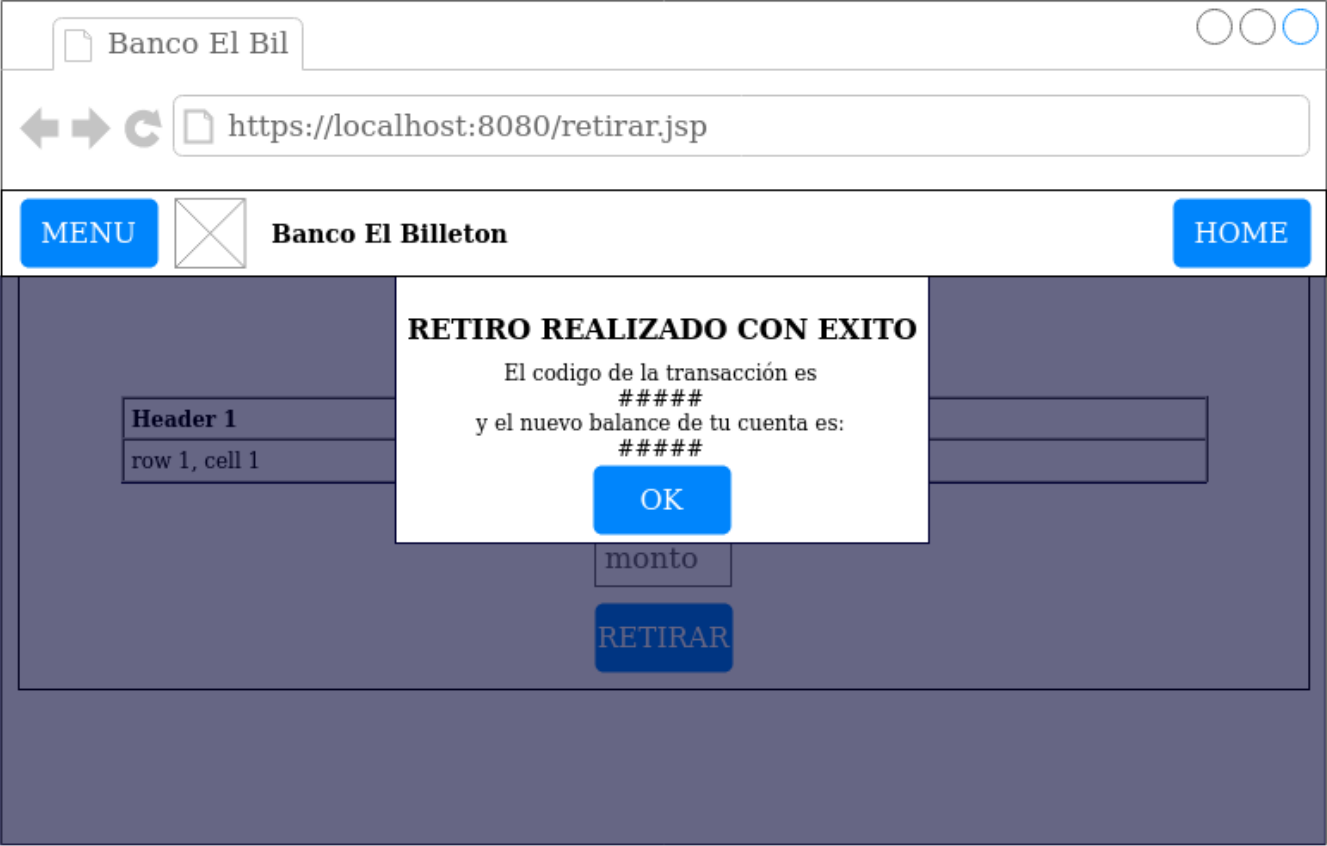 Banco El Bil
https://localhost:8080/retirar.jsp
MENU
Banco El Billeton
HOME
RETIRO REALIZADO CON EXITO
El codigo de la transacción es
#####
y el nuevo balance de tu cuenta es:
#####
OK
Header 1
row 1, cell 1
monto
RETIRAR